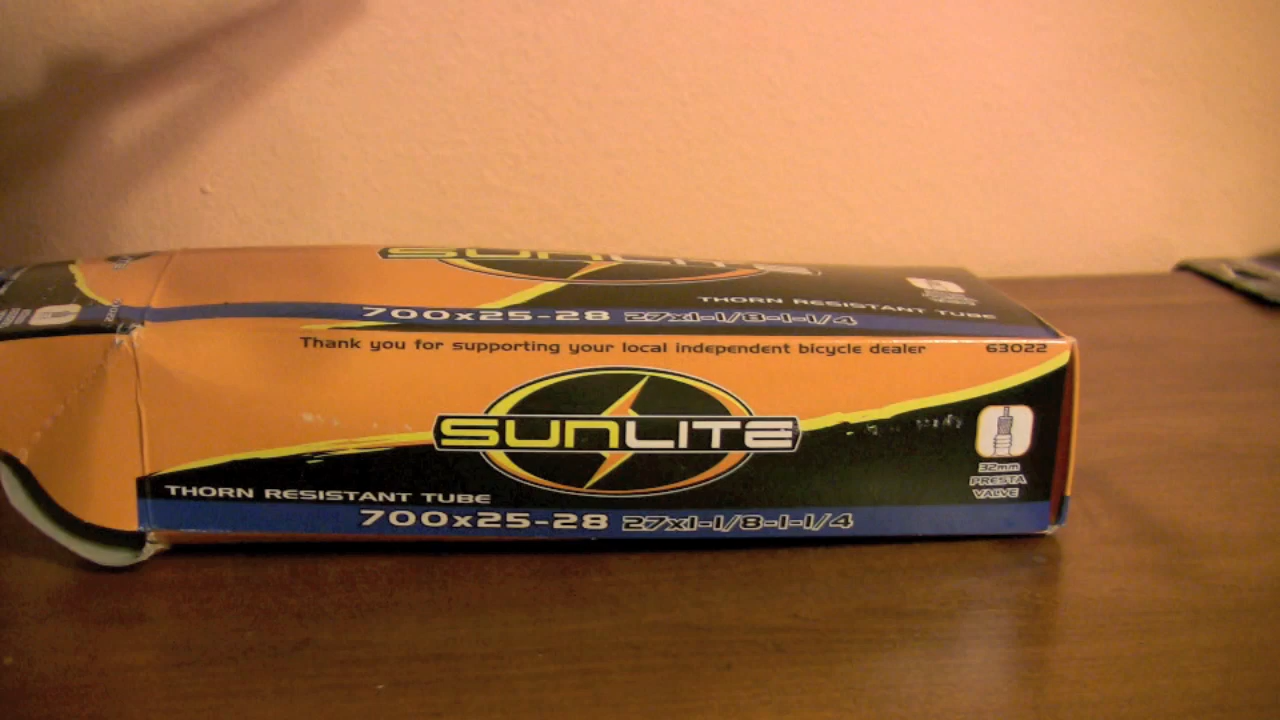 SUNLITE
THORN RESISTANT TUBE
700x25-28 27x1-1/8-1-1/4
Thank you for supporting your local independent bicycle dealer 63022
SUNLITE
32mm
PRESTA
VALVE
THORN RESISTANT TUBE
700x25-28 27x1-1/8-1-1/4